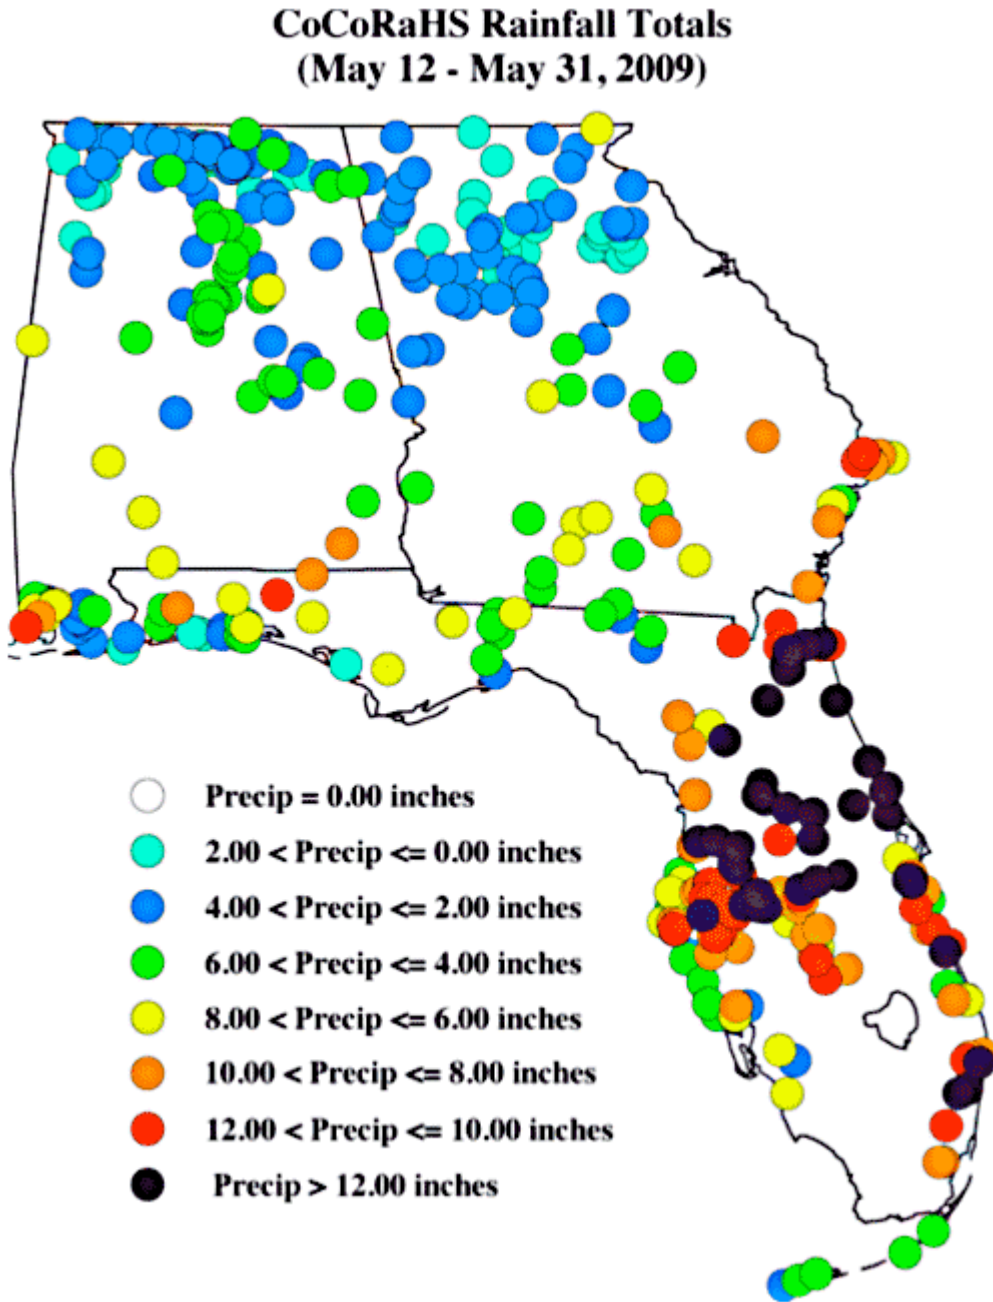 CoCoRaHS Rainfall Totals
(May 12 - May 31, 2009)
Precip = 0.00 inches
2.00 < Precip <= 0.00 inches
4.00 < Precip <= 2.00 inches
6.00 < Precip <= 4.00 inches
8.00 < Precip <= 6.00 inches
10.00 < Precip <= 8.00 inches
12.00 < Precip <= 10.00 inches
Precip > 12.00 inches